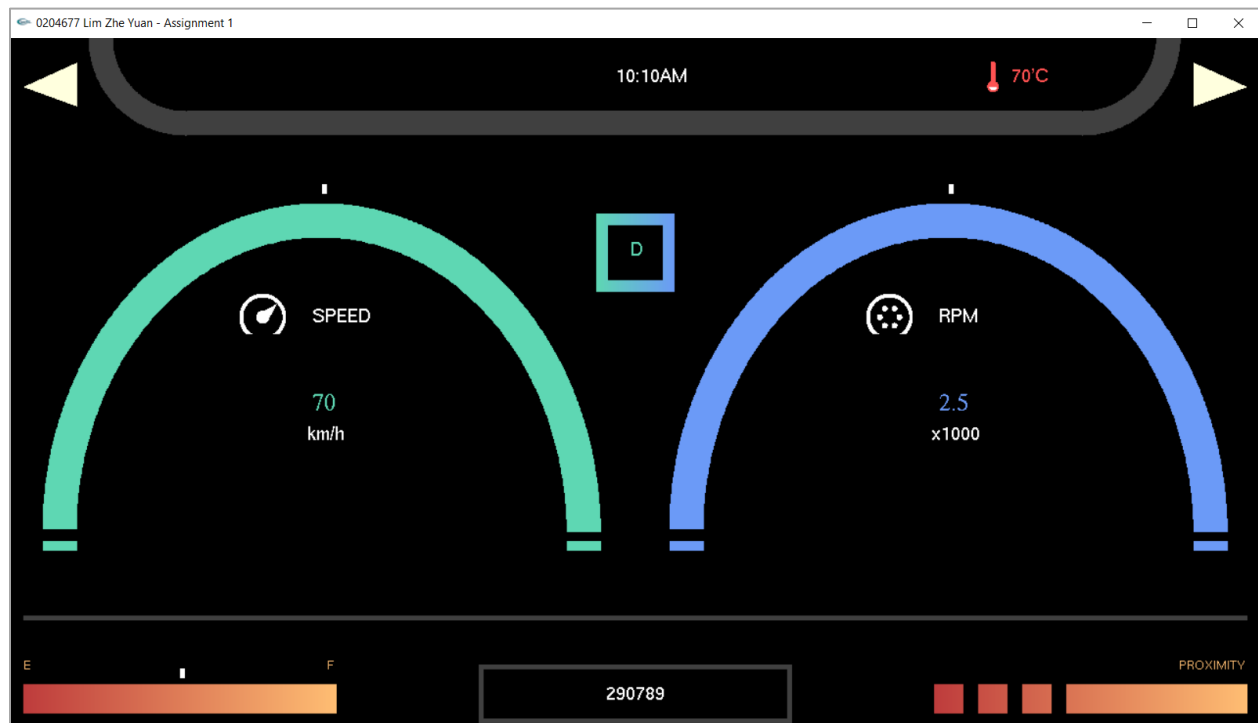 0204677 Lim Zhe Yuan - Assignment 1
10:10AM
70'C
D
SPEED
RPM
70
2.5
km/h
x1000
E
F
PROXIMITY
290789